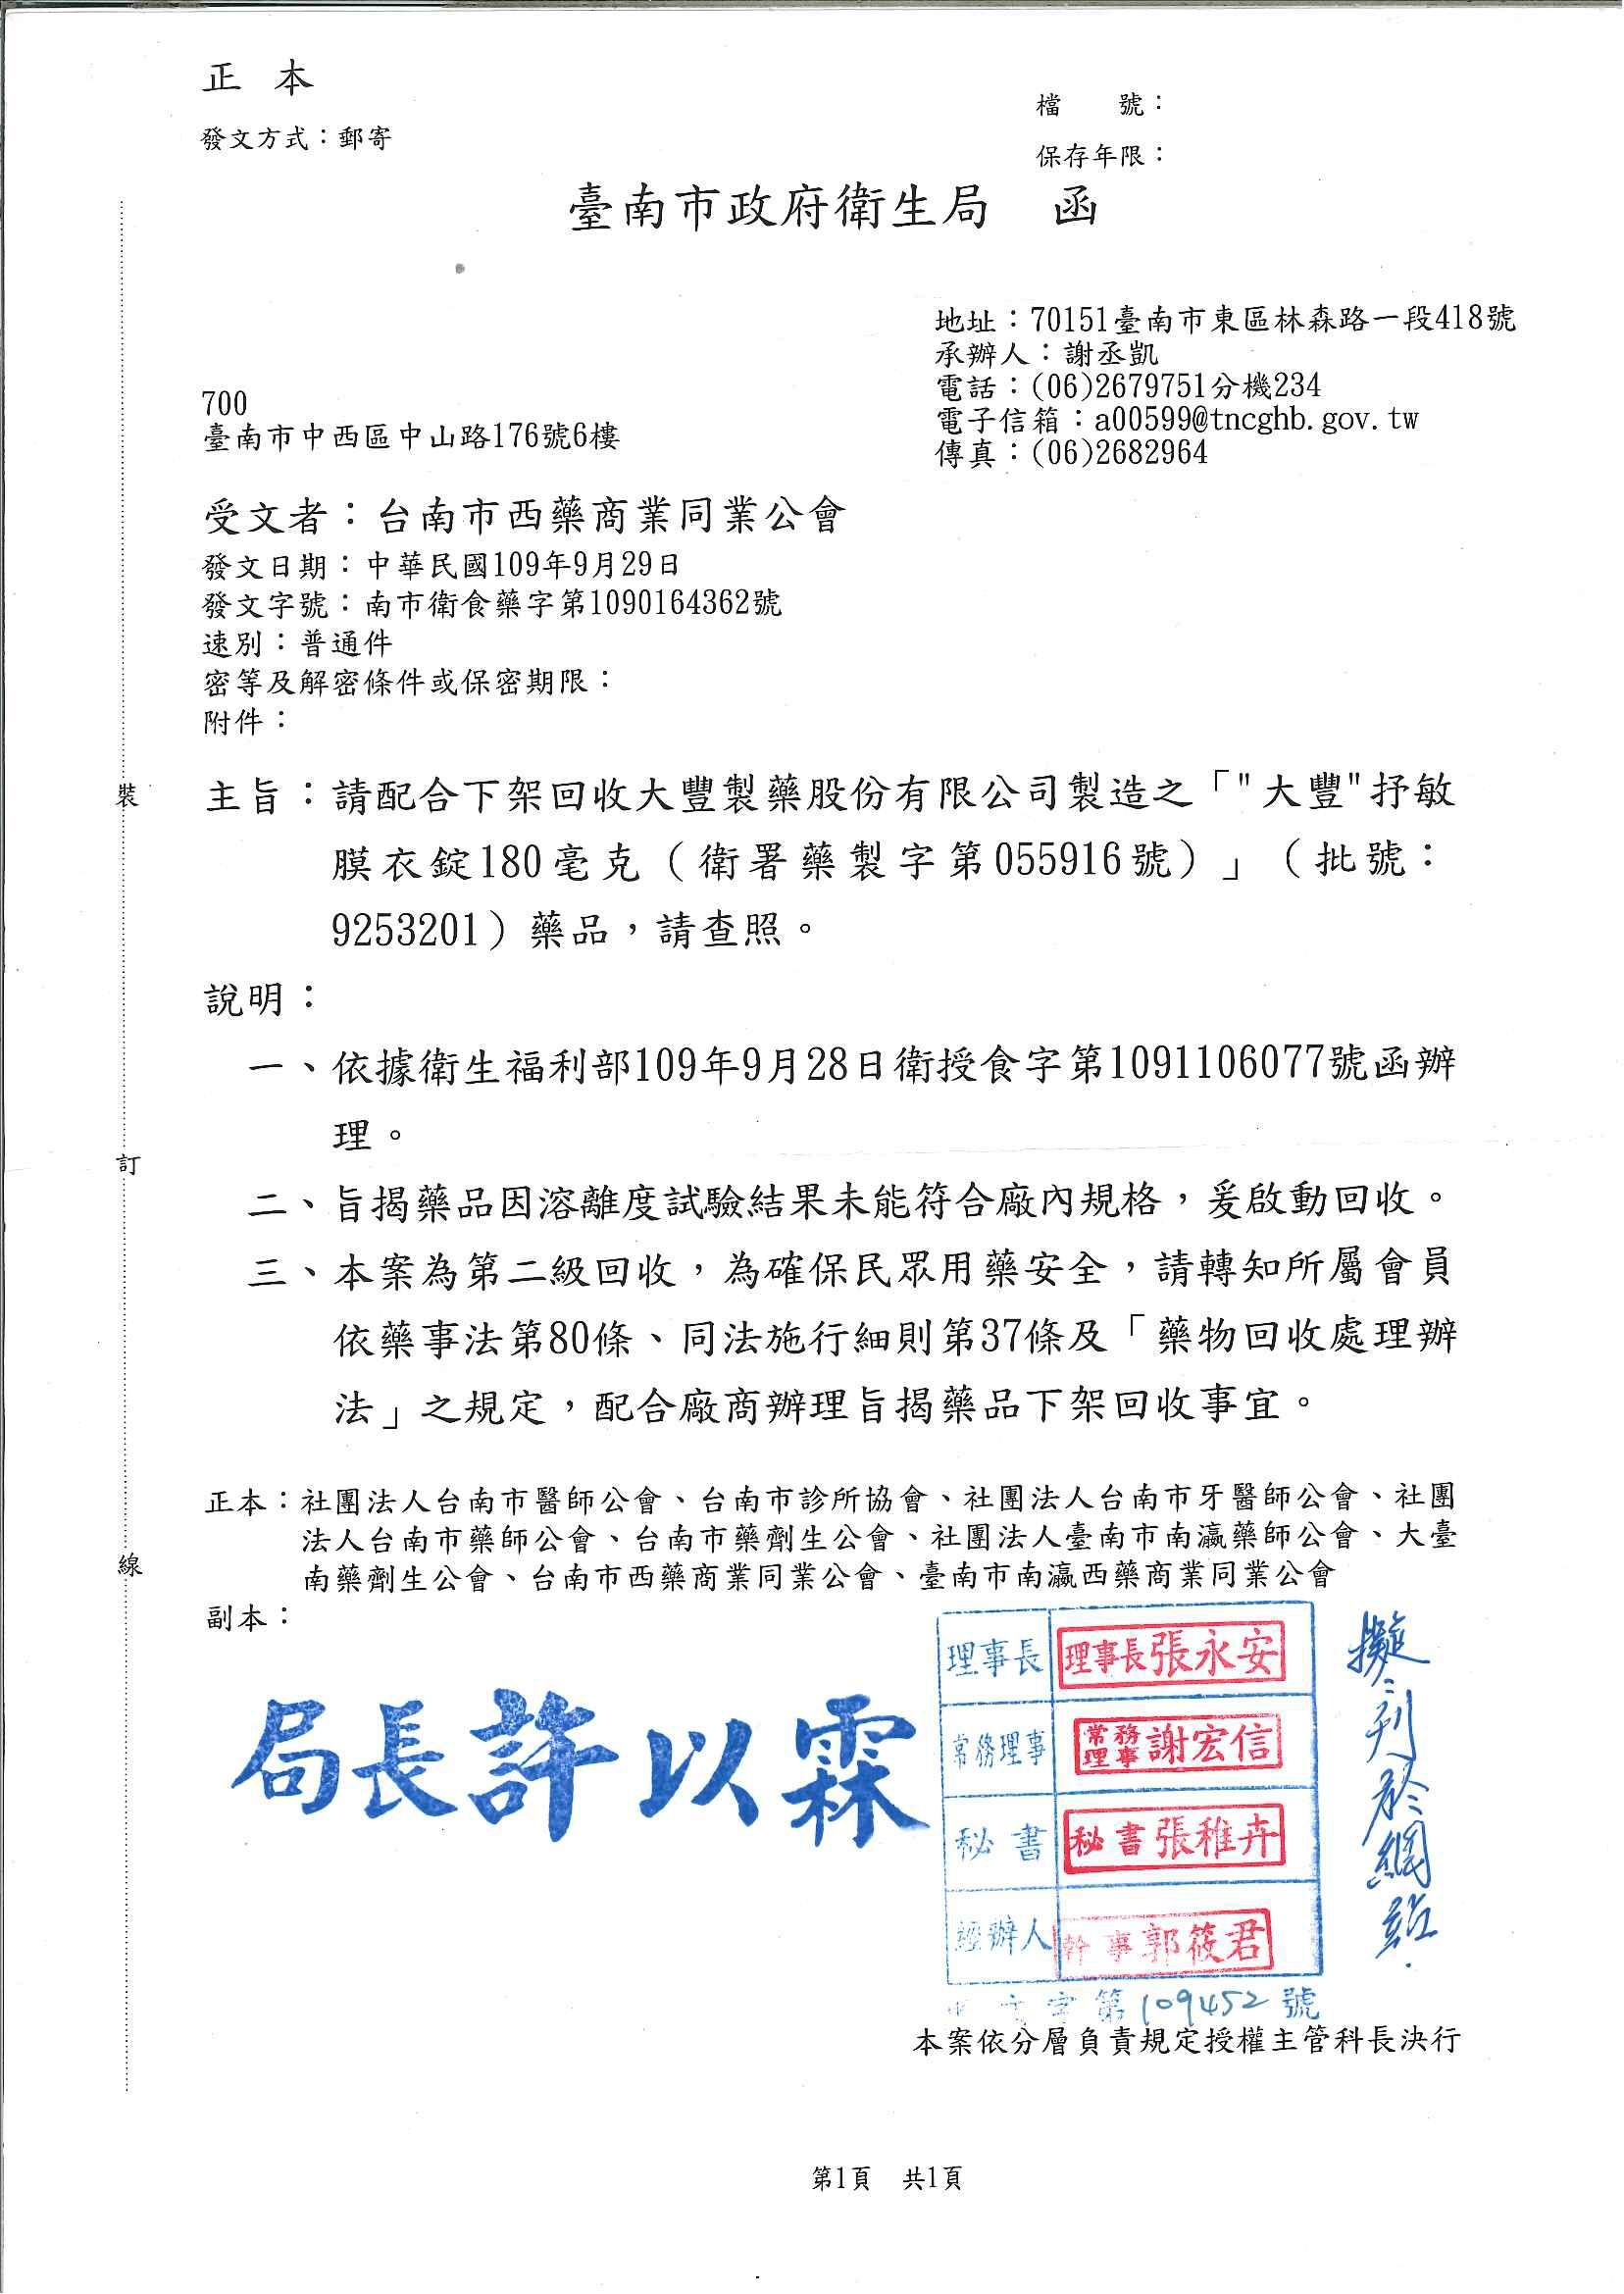 正本
發文方式：郵寄
檔　　號：
保存年限：
臺南市政府衛生局　函
地址：70151臺南市東區林森路一段418號
承辦人：謝丞凱
電話：(06)2679751分機234
電子信箱：a00599@tncghb.gov.tw
傳真：(06)2682964
700
臺南市中西區中山路176號6樓
受文者：台南市西藥商業同業公會
發文日期：中華民國109年9月29日
發文字號：南市衛食藥字第1090164362號
速別：普通件
密等及解密條件或保密期限：
附件：
主旨：請配合下架回收大豐製藥股份有限公司製造之「"大豐"抒敏
膜衣錠180毫克（衛署藥製字第055916號）」（批號：
9253201）藥品，請查照。
說明：
一、依據衛生福利部109年9月28日衛授食字第1091106077號函辦
理。
二、旨揭藥品因溶離度試驗結果未能符合廠內規格，爰啟動回收。
三、本案為第二級回收，為確保民眾用藥安全，請轉知所屬會員
依藥事法第80條、同法施行細則第37條及「藥物回收處理辦
法」之規定，配合廠商辦理旨揭藥品下架回收事宜。
正本：社團法人台南市醫師公會、台南市診所協會、社團法人台南市牙醫師公會、社團
法人台南市藥師公會、台南市藥劑生公會、社團法人臺南市南瀛藥師公會、大臺
南藥劑生公會、台南市西藥商業同業公會、臺南市南瀛西藥商業同業公會
副本：
裝
訂
線
局長許以霖
理事長 理事長張永安
常務理事 常務理事謝宏信
秘書 秘書張稚卉
經辦人 幹事郭筱君
文字第109452號
擬:刊於網站.
本案依分層負責規定授權主管科長決行
第1頁　共1頁